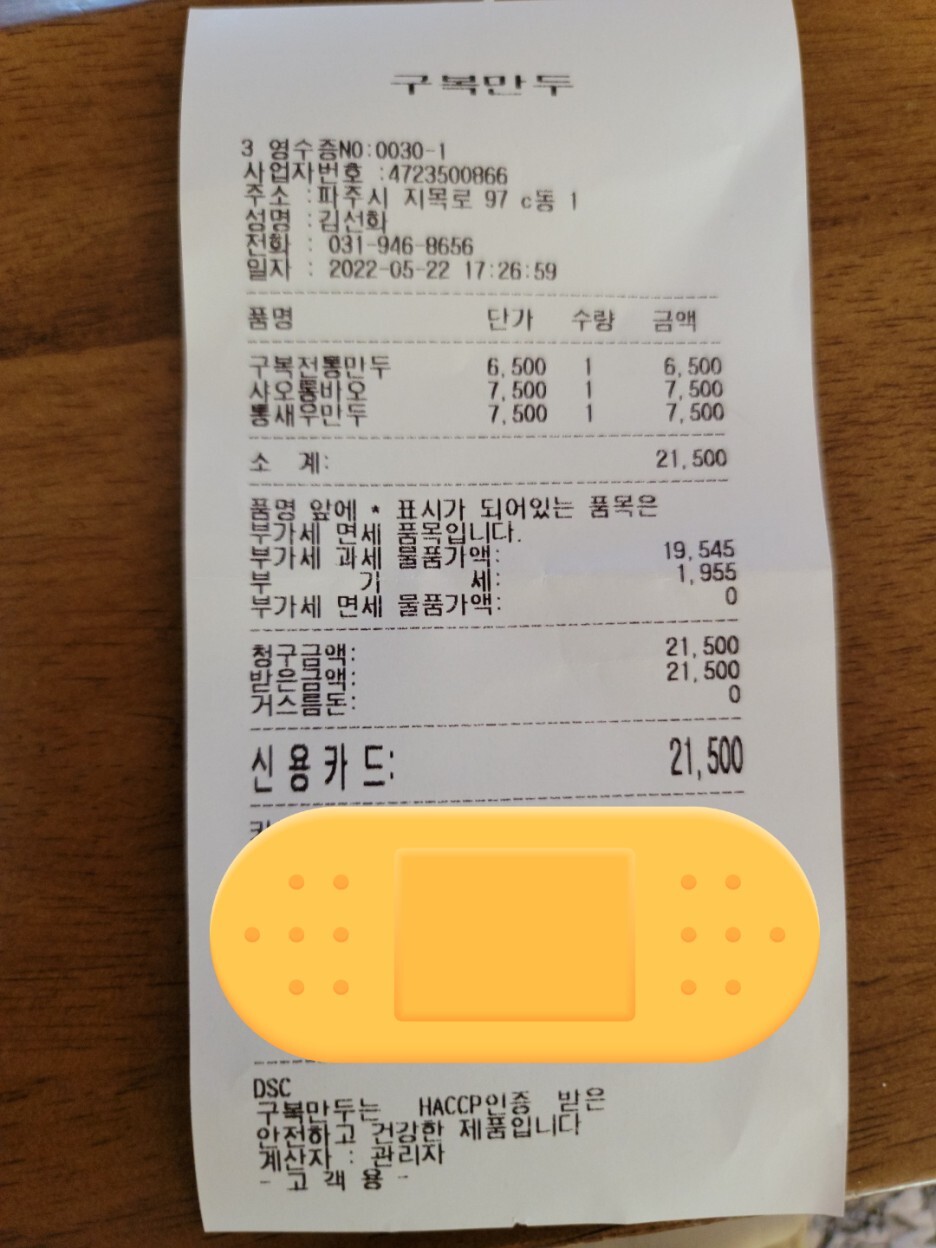 구복만두
3 영수증NO:0030-1
사업자번호 :4723500866
주소 :파주시 지목로 97 c동 1
성명 :김선화
전화 : 031-946-8656
일자 : 2022-05-22 17:26:59
품명 단가 수량 금액
구복전통만두 6,500 1 6,500
샤오통바오 7,500 1 7,500
통새우만두 7,500 1 7,500
소 계: 21,500
품명 앞에 * 표시가 되어있는 품목은
부가세 면세 품목입니다.
부가세 과세 물품가액: 19,545
부 가 세: 1,955
부가세 면세 물품가액: 0
청구금액: 21,500
받은금액: 21,500
거스름돈: 0
신용카드: 21,500
DSC
구복만두는 HACCP인증 받은
안전하고 건강한 제품입니다
계산자 : 관리자
- 고 객 용 -